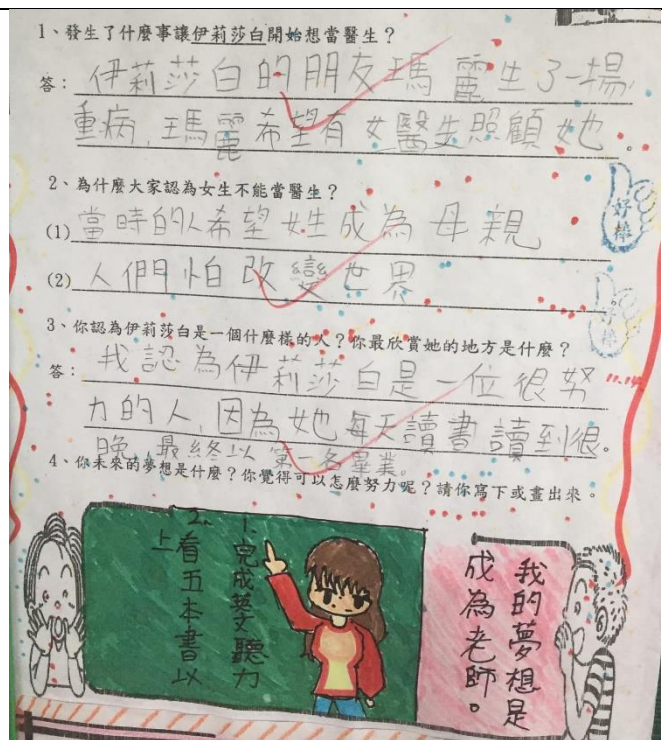 1、發生了什麼事讓伊莉莎白開始想當醫生？
答：伊莉莎白的朋友瑪麗生了一場
重病，瑪麗希望有女醫生照顧她。
2、為什麼大家認為女生不能當醫生？
(1)當時的人希望女生成為母親
(2)人們怕改變世界
好棒
好棒
3、你認為伊莉莎白是一個什麼樣的人？你最欣賞她的地方是什麼？
答：我認為伊莉莎白是一位很努
11.14
力的人，因為她每天讀書讀到很
晚，最終以第一名畢業。
4、你未來的夢想是什麼？你覺得可以怎麼努力呢？請你寫下或畫出來。
我的夢想是
成為老師。
1.完成英文聽力
2.看五本書以
上